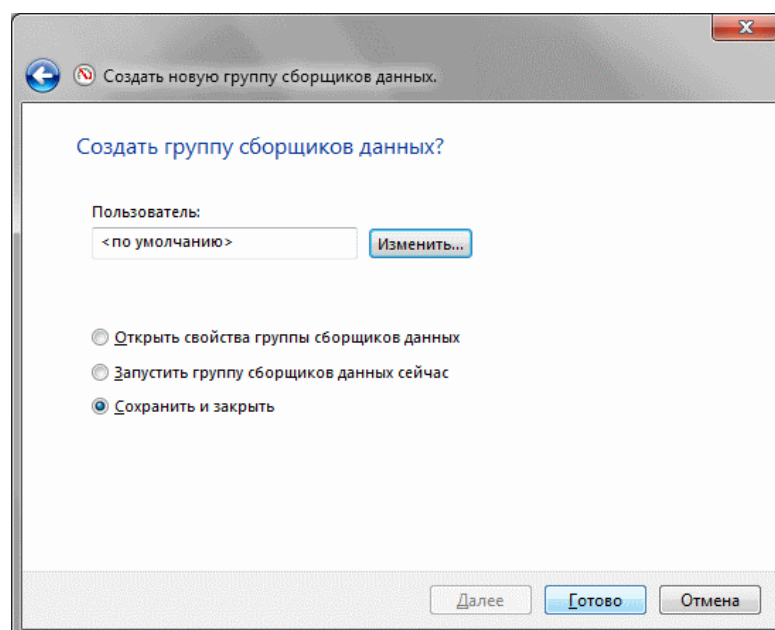 Создать новую группу сборщиков данных.
Создать группу сборщиков данных?
Пользователь:
<по умолчанию>
Изменить...
Открыть свойства группы сборщиков данных
Запустить группу сборщиков данных сейчас
Сохранить и закрыть
Далее
Готово
Отмена